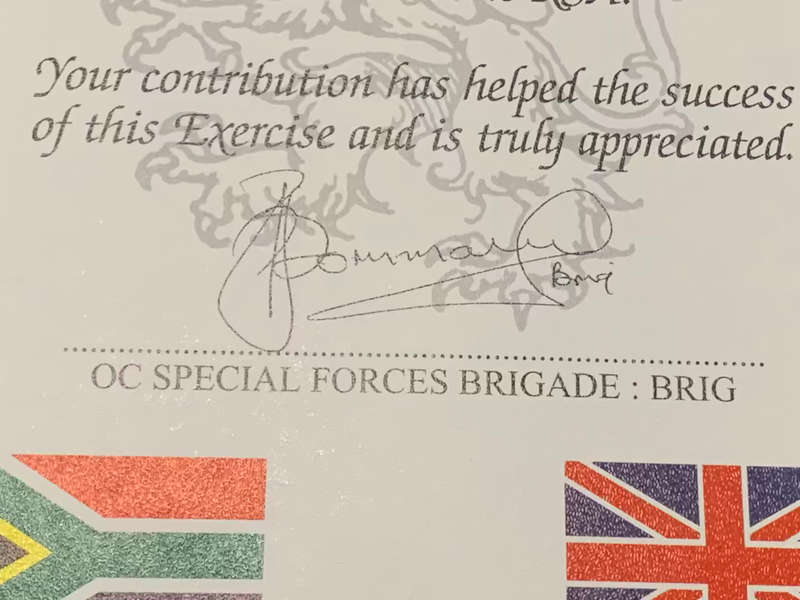 RSA.
Your contribution has helped the success
of this Exercise and is truly appreciated.
Brig
OC SPECIAL FORCES BRIGADE : BRIG